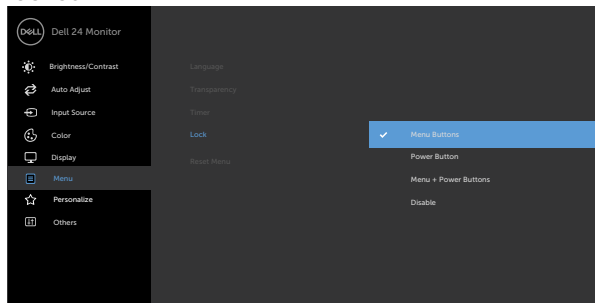 DELL Dell 24 Monitor
Brightness/Contrast
Auto Adjust
Input Source
Color
Display
Menu
Personalize
Others
Language
Transparency
Timer
Lock
Reset Menu
Menu Buttons
Power Button
Menu + Power Buttons
Disable